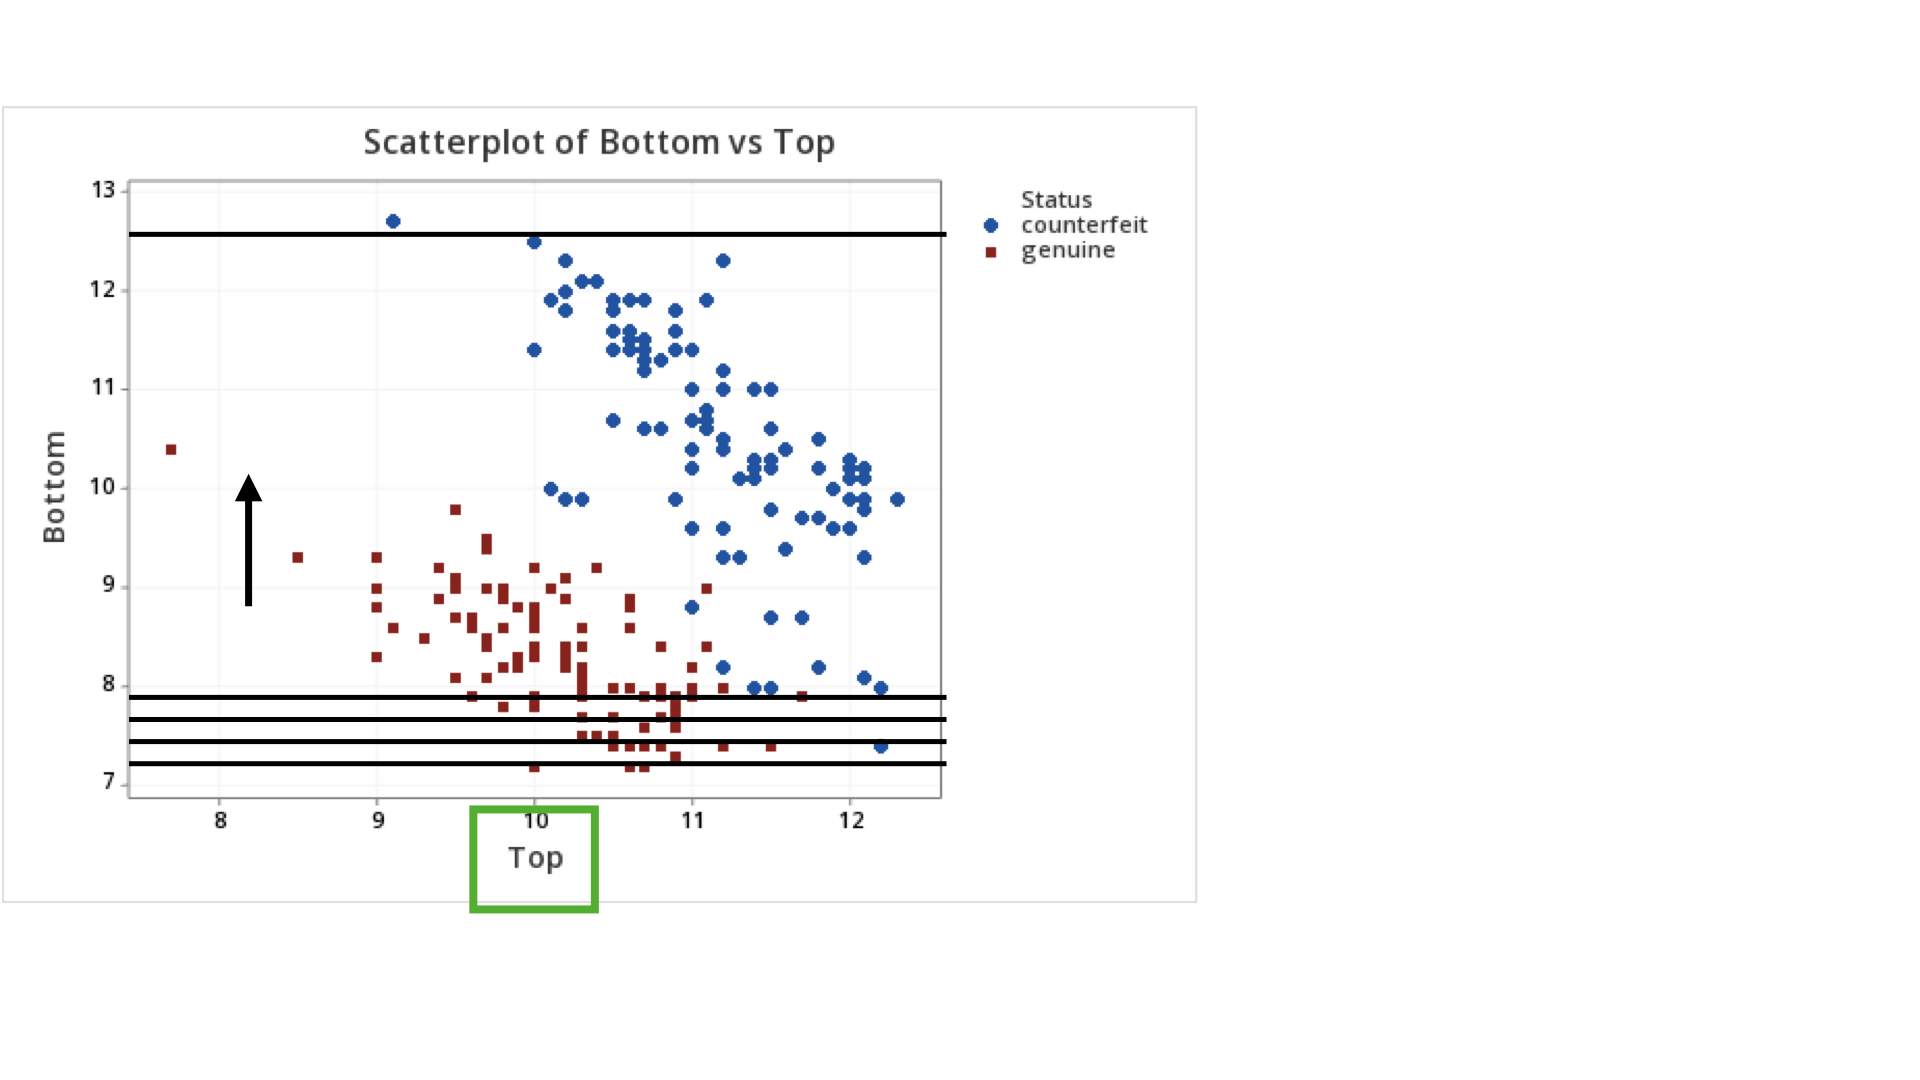 Scatterplot of Bottom vs Top
Status
counterfeit
genuine
13
12
11
10
9
8
7
Bottom
8 9 10 11 12
Top